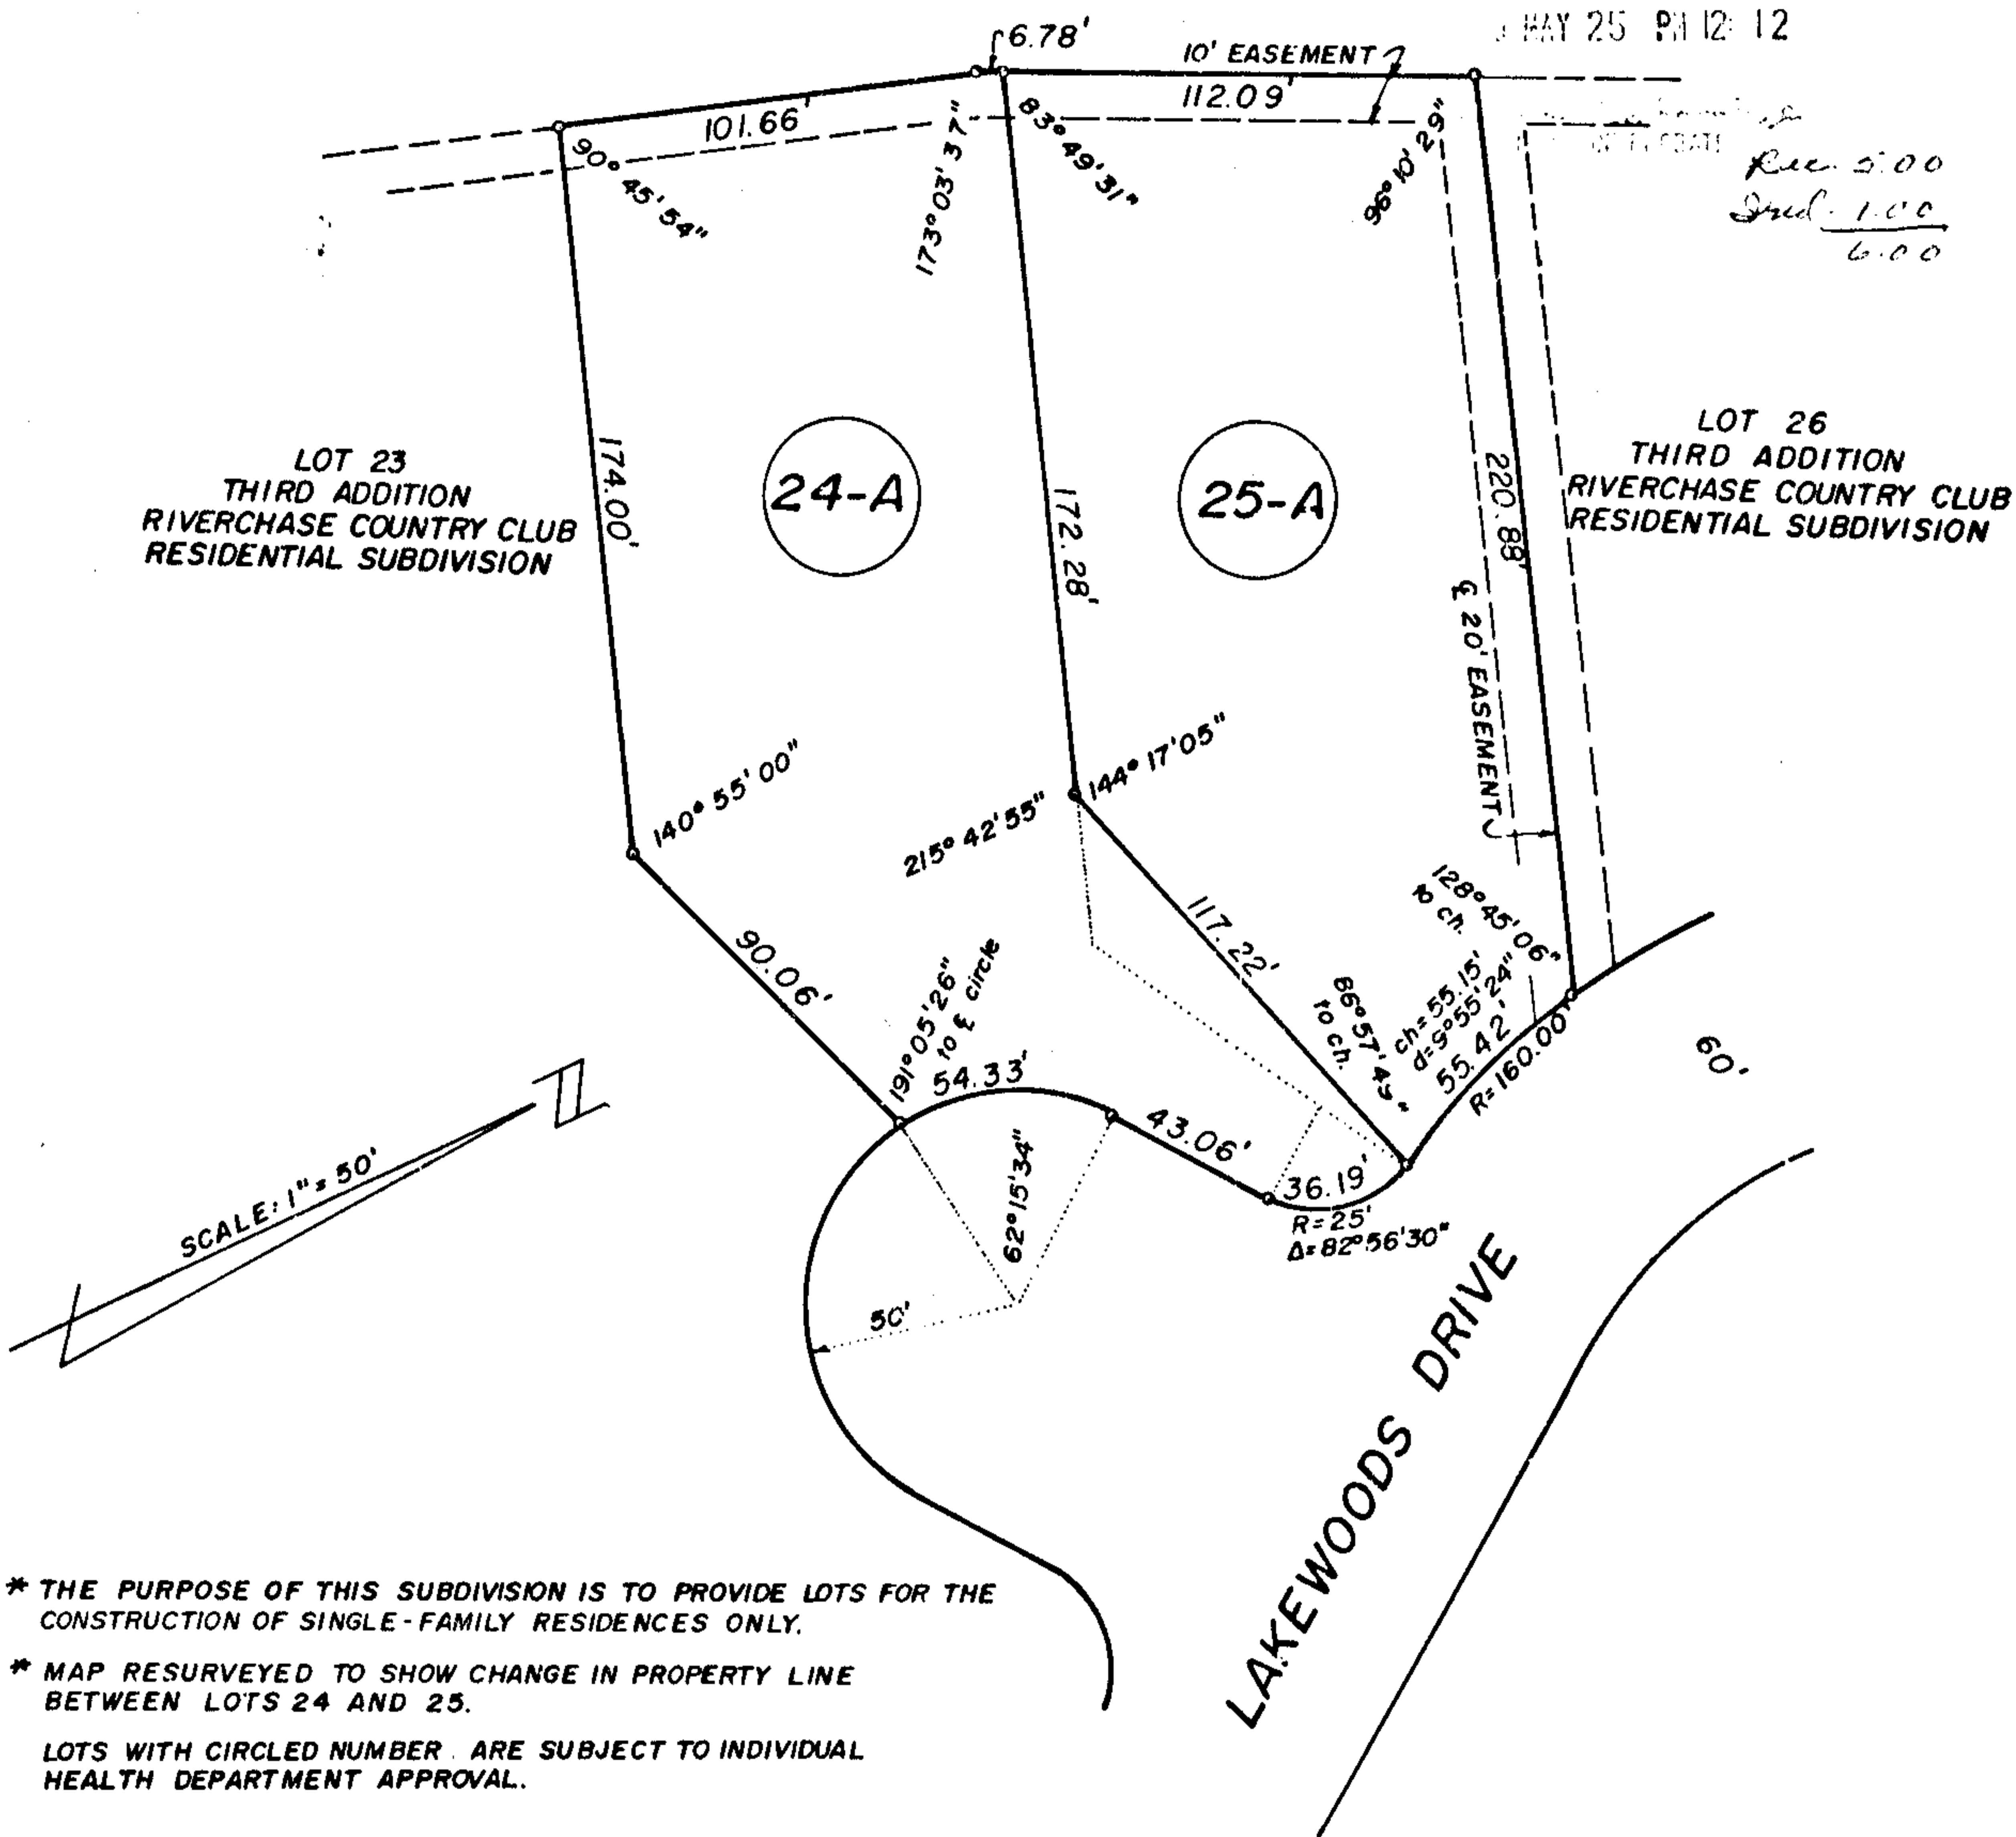 MAY 25 PM 12: 12
6.78'
10' EASEMENT
101.66'
112.09'
Rec. 5.00
1.00
6.00
90° 45' 54"
173° 03' 37"
83° 49' 31"
96° 10' 29"
LOT 23
THIRD ADDITION
RIVERCHASE COUNTRY CLUB
RESIDENTIAL SUBDIVISION
174.00'
24-A
172.28'
25-A
220.88'
℄ 20' EASEMENT
LOT 26
THIRD ADDITION
RIVERCHASE COUNTRY CLUB
RESIDENTIAL SUBDIVISION
140° 55' 00"
215° 42' 55"
144° 17' 05"
90.06'
117.22'
128° 45' 06"
to ch.
191° 05' 26"
to ℄ circle
86° 57' 49"
to ch.
ch=55.15'
55.42'
R=160.00'
60'
54.33'
43.06'
36.19'
R=25'
Δ=82° 56' 30"
62° 15' 34"
50'
SCALE: 1" = 50'
LAKEWOODS DRIVE
* THE PURPOSE OF THIS SUBDIVISION IS TO PROVIDE LOTS FOR THE
CONSTRUCTION OF SINGLE-FAMILY RESIDENCES ONLY.
* MAP RESURVEYED TO SHOW CHANGE IN PROPERTY LINE
BETWEEN LOTS 24 AND 25.
LOTS WITH CIRCLED NUMBER ARE SUBJECT TO INDIVIDUAL
HEALTH DEPARTMENT APPROVAL.